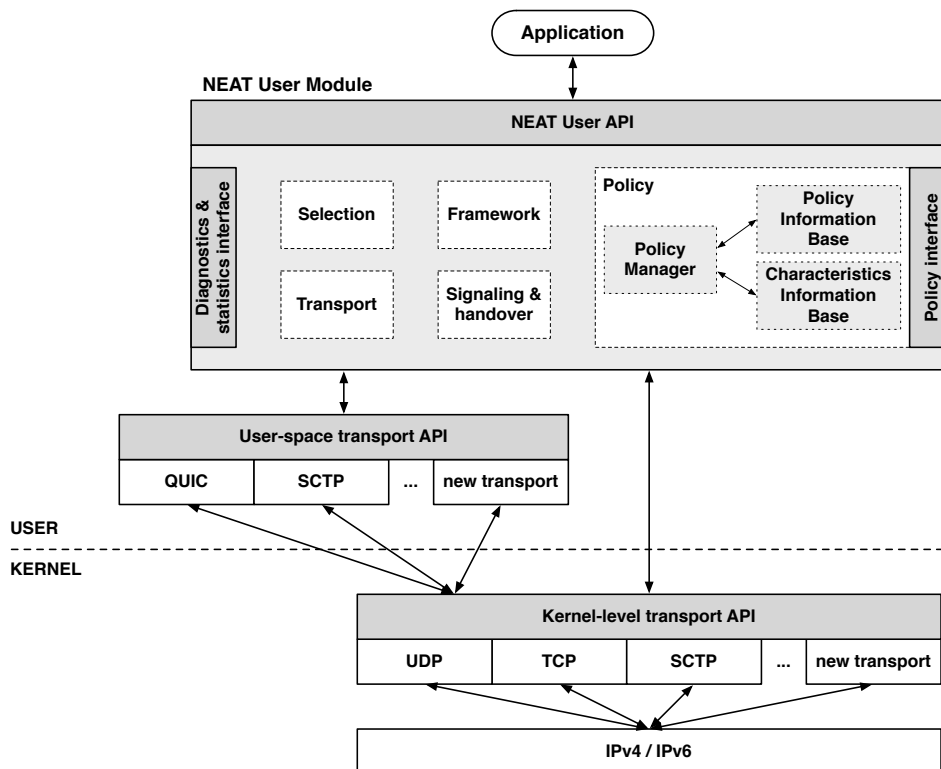 Application
NEAT User Module
NEAT User API
Diagnostics &
statistics interface
Selection
Framework
Transport
Signaling &
handover
Policy
Policy
Manager
Policy
Information
Base
Characteristics
Information
Base
Policy interface
User-space transport API
QUIC
SCTP
...
new transport
USER
KERNEL
Kernel-level transport API
UDP
TCP
SCTP
...
new transport
IPv4 / IPv6